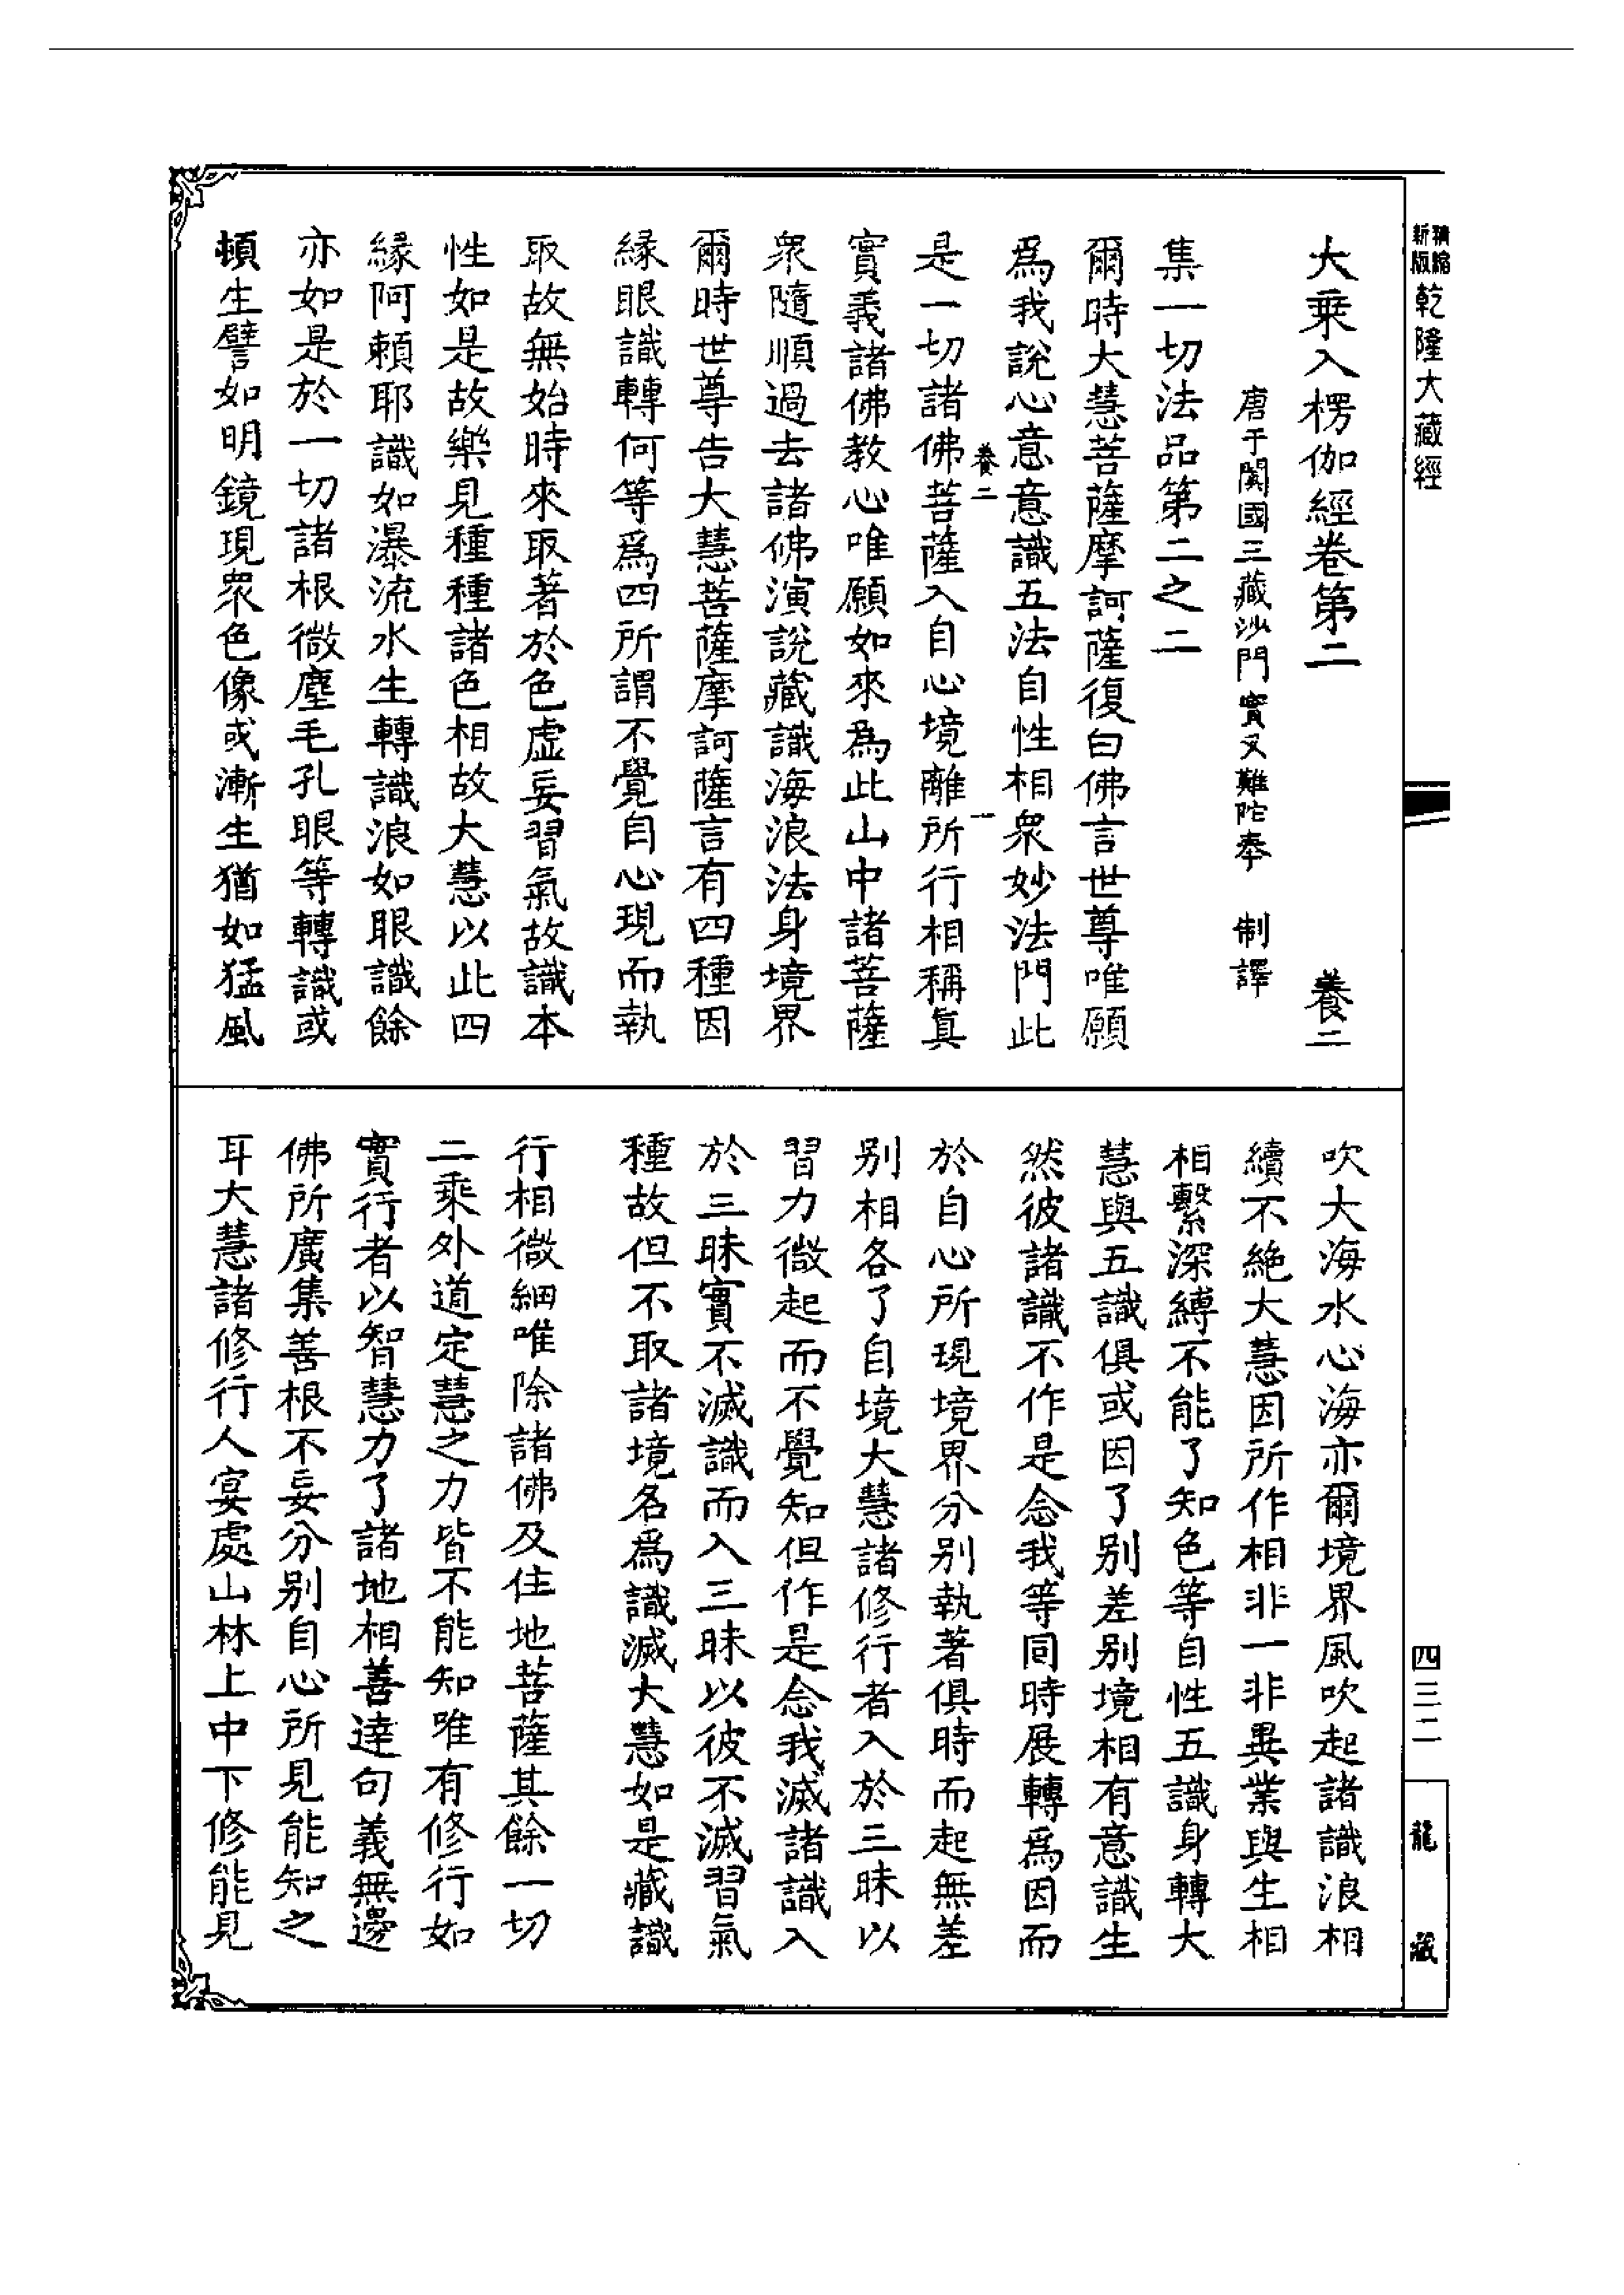 精縮新版乾隆大藏經
大乗入楞伽經卷第二 養二
唐于闐國三藏沙門實叉難陀奉 制譯
集一切法品第二之二
爾時大慧菩薩摩訶薩復白佛言世尊唯願
爲我說心意意識五法自性相衆妙法門此
養二 一
是一切諸佛菩薩入自心境離所行相稱眞
實義諸佛教心唯願如來為此山中諸菩薩
衆隨順過去諸佛演說藏識海浪法身境界
爾時世尊告大慧菩薩摩訶薩言有四種因
緣眼識轉何等爲四所謂不覺自心現而執
取故無始時來取著於色虚妄習氣故識本
性如是故樂見種種諸色相故大慧以此四
緣阿賴耶識如瀑流水生轉識浪如眼識餘
亦如是於一切諸根微塵毛孔眼等轉識或
頓生譬如明鏡現衆色像或漸生猶如猛風
吹大海水心海亦爾境界風吹起諸識浪相
續不絶大慧因所作相非一非異業與生相
相繫深縛不能了知色等自性五識身轉大
慧與五識俱或因了别差别境相有意識生
然彼諸識不作是念我等同時展轉爲因而
於自心所現境界分别執著俱時而起無差
别相各了自境大慧諸修行者入於三昧以
習力微起而不覺知但作是念我滅諸識入
於三昧實不滅識而入三昧以彼不滅習氣
種故但不取諸境名爲識滅大慧如是藏識
行相微細唯除諸佛及住地菩薩其餘一切
二乘外道定慧之力皆不能知唯有修行如
實行者以智慧力了諸地相善達句義無邊
佛所廣集善根不妄分别自心所見能知之
耳大慧諸修行人宴處山林上中下修能見
四三二
龍藏